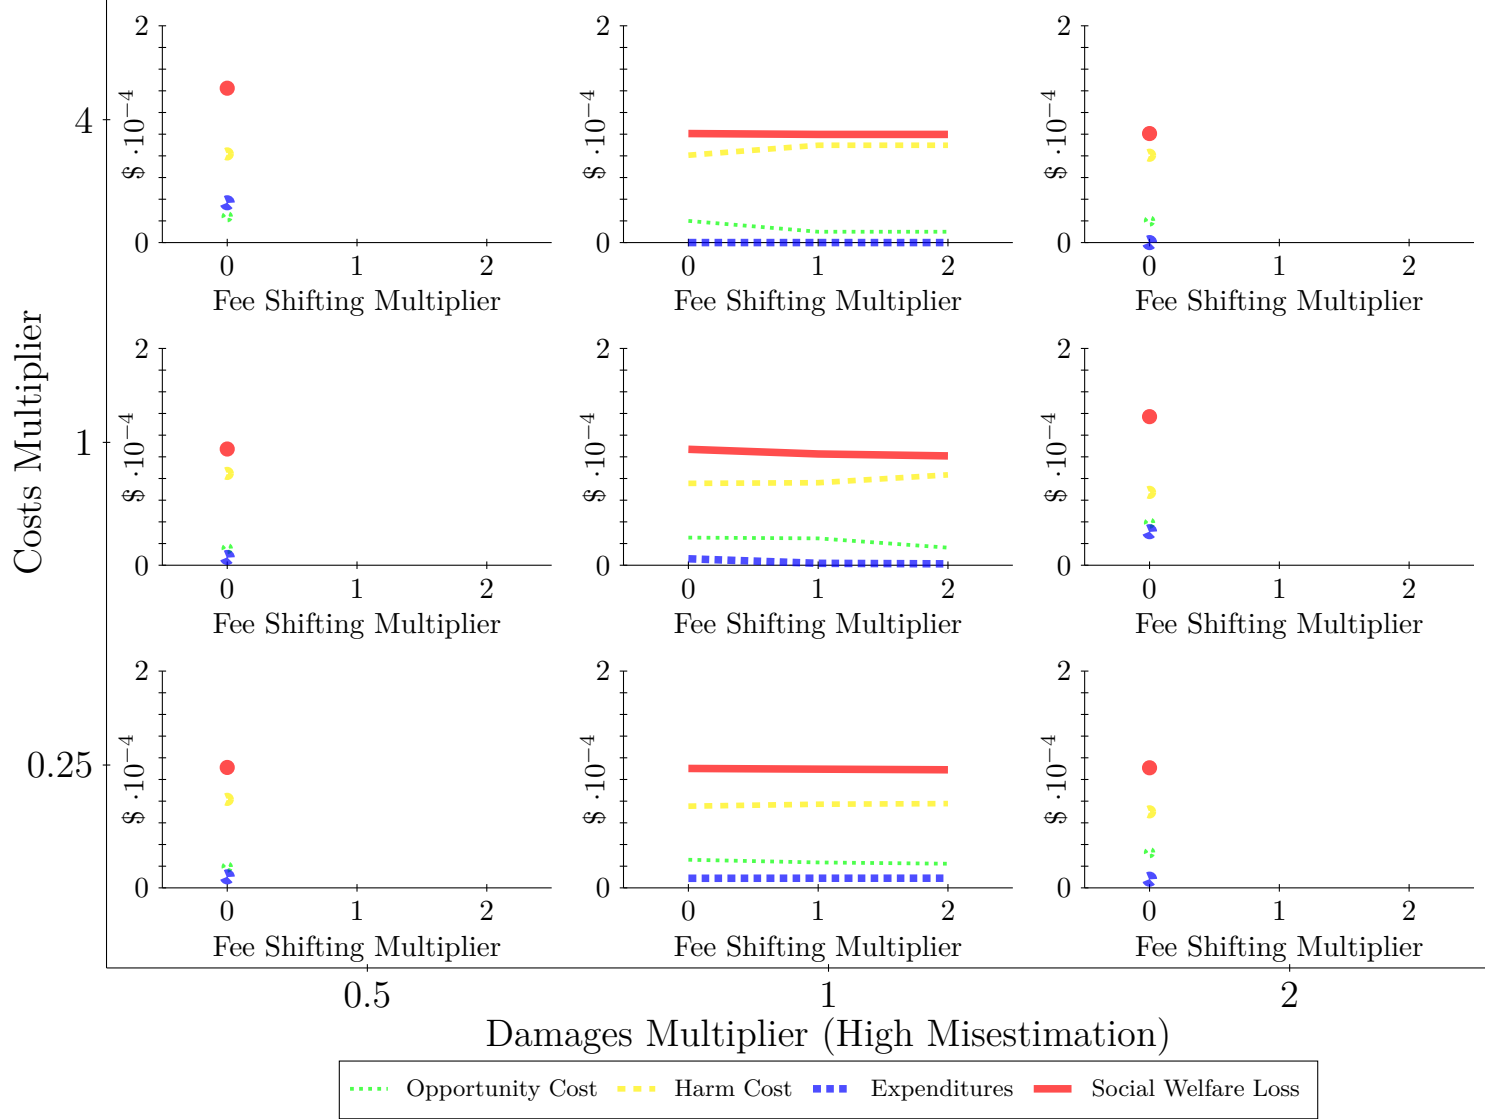 Costs Multiplier
4
1
0.25
2
0
$ ·10−4
0 1 2
Fee Shifting Multiplier
2
0
$ ·10−4
0 1 2
Fee Shifting Multiplier
2
0
$ ·10−4
0 1 2
Fee Shifting Multiplier
2
0
$ ·10−4
0 1 2
Fee Shifting Multiplier
2
0
$ ·10−4
0 1 2
Fee Shifting Multiplier
2
0
$ ·10−4
0 1 2
Fee Shifting Multiplier
2
0
$ ·10−4
0 1 2
Fee Shifting Multiplier
2
0
$ ·10−4
0 1 2
Fee Shifting Multiplier
2
0
$ ·10−4
0 1 2
Fee Shifting Multiplier
0.5 1 2
Damages Multiplier (High Misestimation)
Opportunity Cost Harm Cost Expenditures Social Welfare Loss